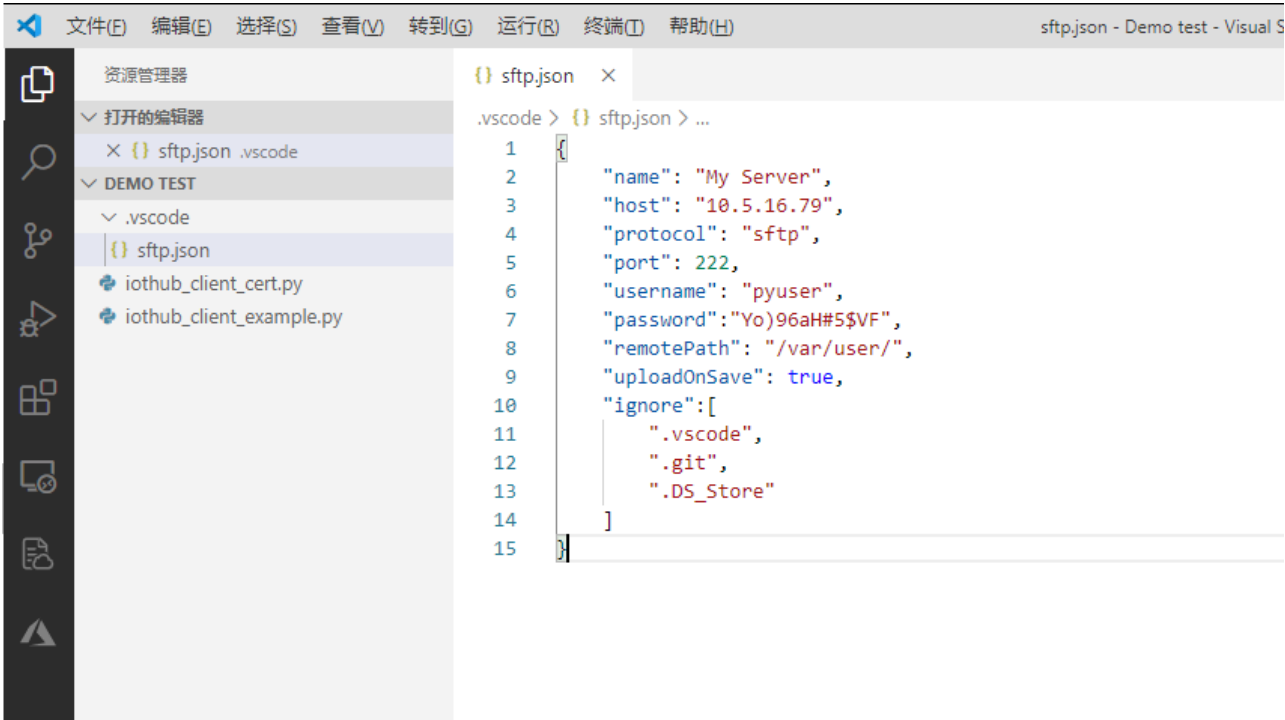 文件(F) 编辑(E) 选择(S) 查看(V) 转到(G) 运行(R) 终端(T) 帮助(H) sftp.json - Demo test - Visual S
资源管理器
打开的编辑器
sftp.json .vscode
DEMO TEST
.vscode
{} sftp.json
iothub_client_cert.py
iothub_client_example.py
{} sftp.json ×
.vscode > {} sftp.json > ...
1 {
2 "name": "My Server",
3 "host": "10.5.16.79",
4 "protocol": "sftp",
5 "port": 222,
6 "username": "pyuser",
7 "password":"Yo)96aH#5$VF",
8 "remotePath": "/var/user/",
9 "uploadOnSave": true,
10 "ignore":[
11 ".vscode",
12 ".git",
13 ".DS_Store"
14 ]
15 }